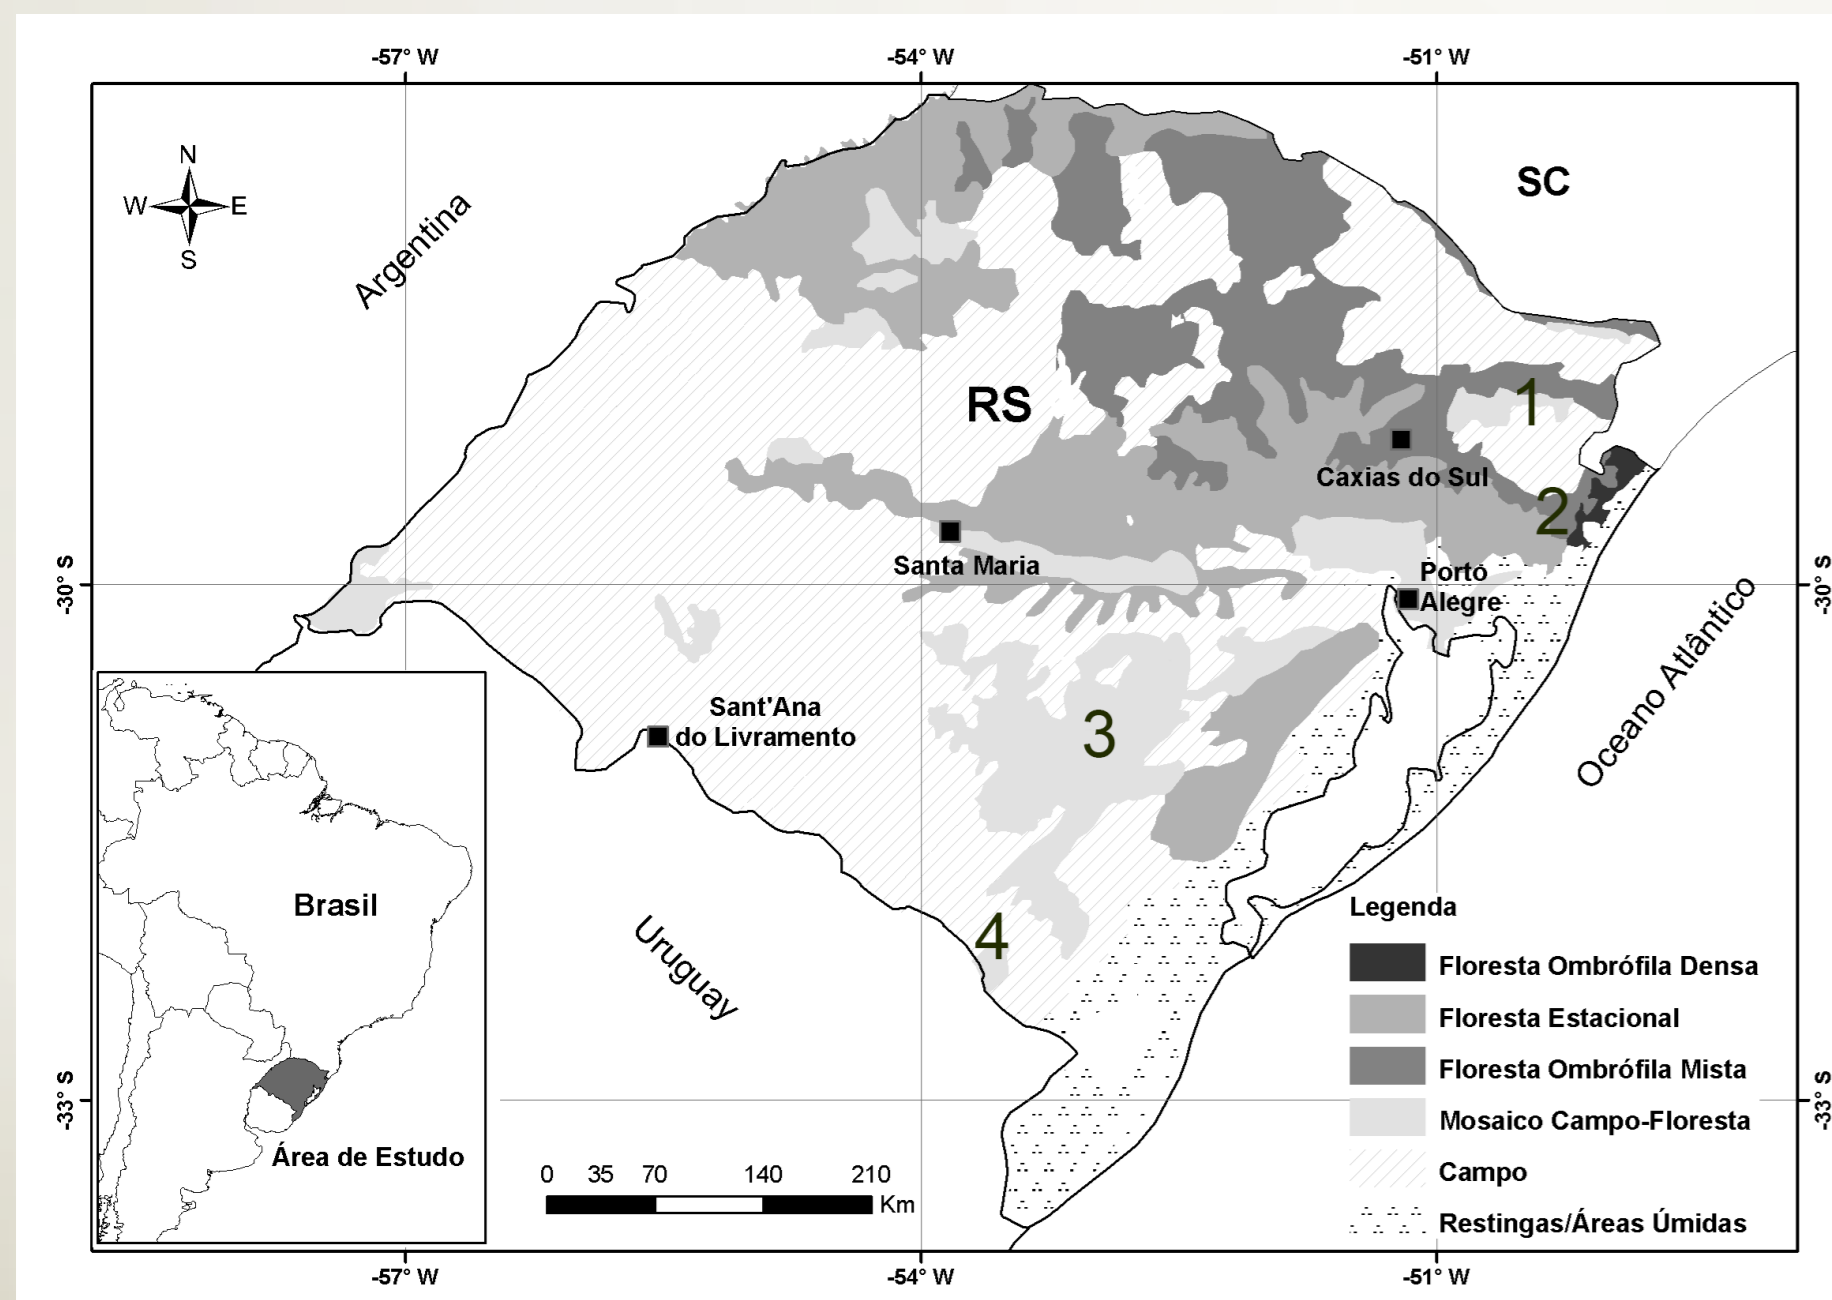 -57° W
-54° W
-51° W
N
W
E
S
SC
Argentina
RS
1
Caxias do Sul
2
Santa Maria
Porto
Alegre
-30° S
-30° S
Oceano Atlântico
Sant'Ana
do Livramento
3
Brasil
Uruguay
4
Legenda
Floresta Ombrófila Densa
Floresta Estacional
Floresta Ombrófila Mista
Mosaico Campo-Floresta
Campo
Restingas/Áreas Úmidas
-33° S
-33° S
Área de Estudo
0 35 70 140 210
Km
-57° W
-54° W
-51° W